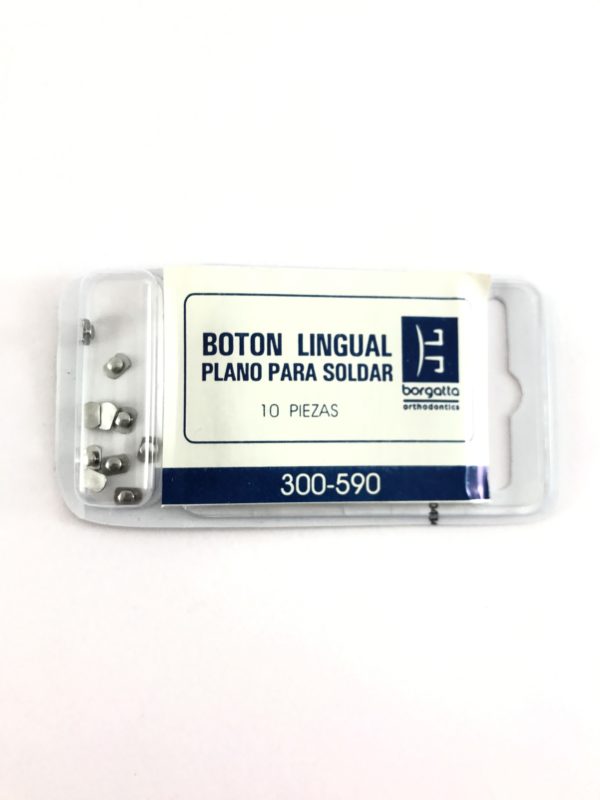 BOTON LINGUAL
PLANO PARA SOLDAR
10 PIEZAS
borgatta
orthodontics
300-590